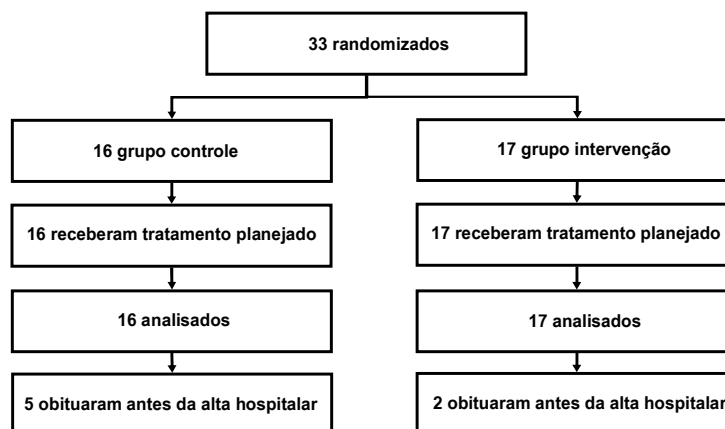 33 randomizados
16 grupo controle
17 grupo intervenção
16 receberam tratamento planejado
17 receberam tratamento planejado
16 analisados
17 analisados
5 obituaram antes da alta hospitalar
2 obituaram antes da alta hospitalar